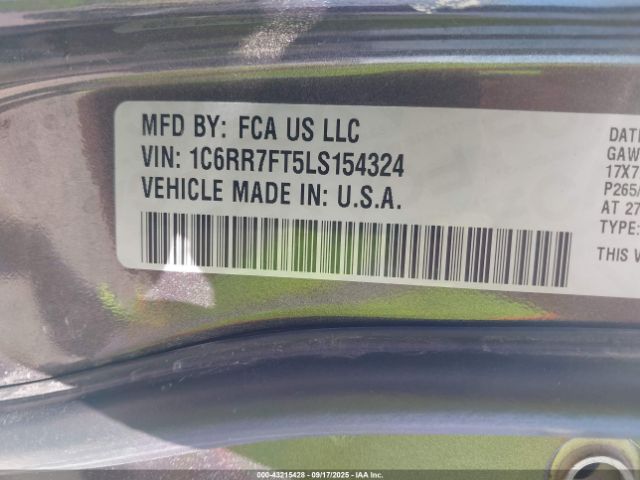 MFD BY: FCA US LLC
VIN: 1C6RR7FT5LS154324
VEHICLE MADE IN: U.S.A.
DATE
GAW
17X7
P265/
AT 27
TYPE:
THIS V
000-43215428 - 09/17/2025 - IAA Inc.